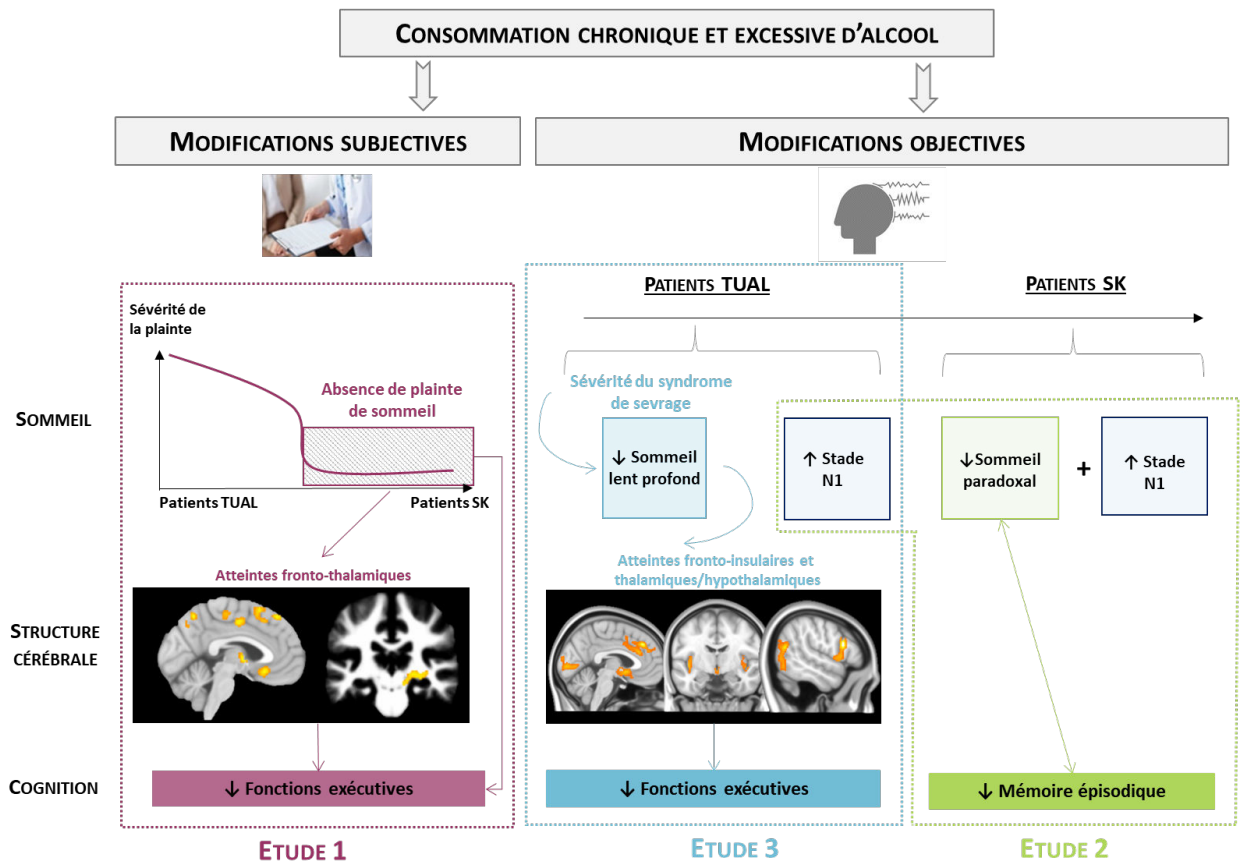 CONSOMMATION CHRONIQUE ET EXCESSIVE D'ALCOOL
MODIFICATIONS SUBJECTIVES
MODIFICATIONS OBJECTIVES
PATIENTS TUAL
PATIENTS SK
Sévérité de
la plainte
Absence de plainte
de sommeil
Patients TUAL
Patients SK
SOMMEIL
Sévérité du syndrome
de sevrage
↓ Sommeil
lent profond
↑ Stade
N1
↓Sommeil
paradoxal
+
↑ Stade
N1
Atteintes fronto-thalamiques
Atteintes fronto-insulaires et
thalamiques/hypothalamiques
STRUCTURE
CÉRÉBRALE
COGNITION
↓ Fonctions exécutives
↓ Fonctions exécutives
↓ Mémoire épisodique
ETUDE 1
ETUDE 3
ETUDE 2